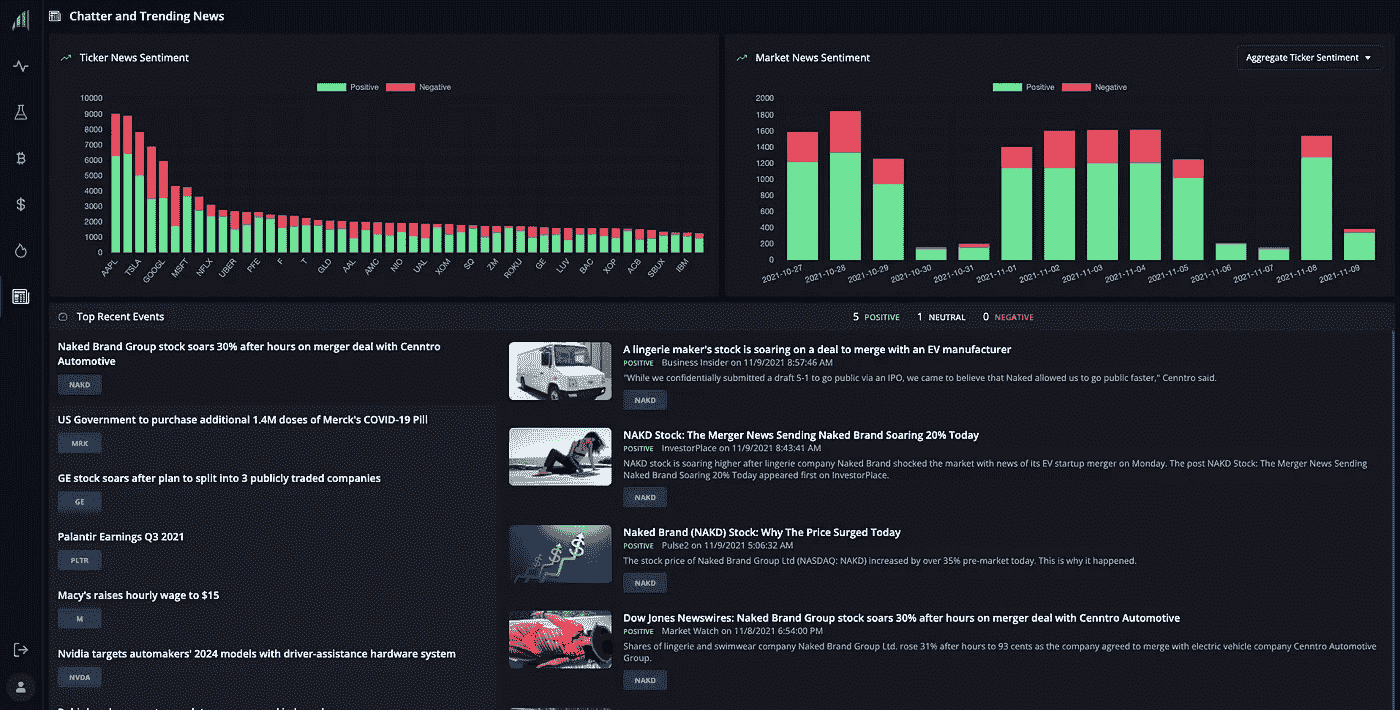 Chatter and Trending News
Ticker News Sentiment
Positive Negative
10000
9000
8000
7000
6000
5000
4000
3000
2000
1000
0
AAPL TSLA GOOGL MSFT NFLX UBER PFE F T GLD AAL AMC NIO UAL XOM SQ ZM ROKU GE LUV BAC XOP ACB SBUX IBM
Market News Sentiment
Aggregate Ticker Sentiment
Positive Negative
2000
1800
1600
1400
1200
1000
800
600
400
200
0
2021-10-27 2021-10-28 2021-10-29 2021-10-30 2021-10-31 2021-11-01 2021-11-02 2021-11-03 2021-11-04 2021-11-05 2021-11-06 2021-11-07 2021-11-08 2021-11-09
Top Recent Events
5 POSITIVE 1 NEUTRAL 0 NEGATIVE
Naked Brand Group stock soars 30% after hours on merger deal with Cenntro
Automotive
NAKD
US Government to purchase additional 1.4M doses of Merck's COVID-19 Pill
MRK
GE stock soars after plan to split into 3 publicly traded companies
GE
Palantir Earnings Q3 2021
PLTR
Macy's raises hourly wage to $15
M
Nvidia targets automakers' 2024 models with driver-assistance hardware system
NVDA
A lingerie maker's stock is soaring on a deal to merge with an EV manufacturer
POSITIVE Business Insider on 11/9/2021 8:57:46 AM
"While we confidentially submitted a draft S-1 to go public via an IPO, we came to believe that Naked allowed us to go public faster," Cenntro said.
NAKD
NAKD Stock: The Merger News Sending Naked Brand Soaring 20% Today
POSITIVE InvestorPlace on 11/9/2021 8:43:41 AM
NAKD stock is soaring higher after lingerie company Naked Brand shocked the market with news of its EV startup merger on Monday. The post NAKD Stock: The Merger News Sending
Naked Brand Soaring 20% Today appeared first on InvestorPlace.
NAKD
Naked Brand (NAKD) Stock: Why The Price Surged Today
POSITIVE Pulse2 on 11/9/2021 5:06:32 AM
The stock price of Naked Brand Group Ltd (NASDAQ: NAKD) increased by over 35% pre-market today. This is why it happened.
NAKD
Dow Jones Newswires: Naked Brand Group stock soars 30% after hours on merger deal with Cenntro Automotive
POSITIVE Market Watch on 11/8/2021 6:54:00 PM
Shares of lingerie and swimwear company Naked Brand Group Ltd. rose 31% after hours to 93 cents as the company agreed to merge with electric vehicle company Cenntro Automotive
Group.
NAKD